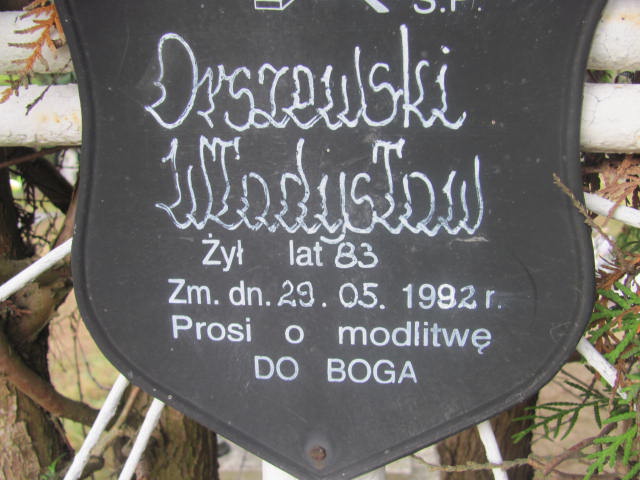 Ś.P.
Orszewski
Władysław
Żył lat 83
Zm. dn. 29. 05. 1992 r.
Prosi o modlitwę
DO BOGA